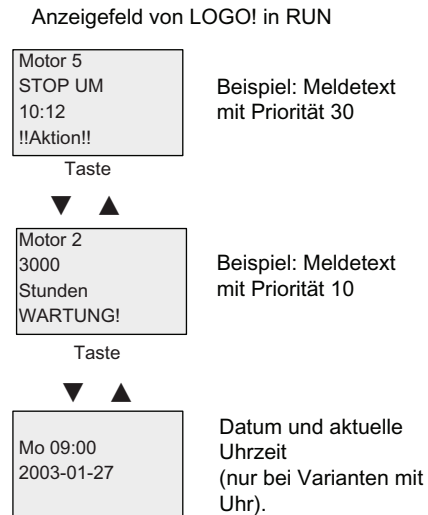 Anzeigefeld von LOGO! in RUN
Motor 5
STOP UM
10:12
!!Aktion!!
Beispiel: Meldetext
mit Priorität 30
Taste
Motor 2
3000
Stunden
WARTUNG!
Beispiel: Meldetext
mit Priorität 10
Taste
Mo 09:00
2003-01-27
Datum und aktuelle
Uhrzeit
(nur bei Varianten mit
Uhr).